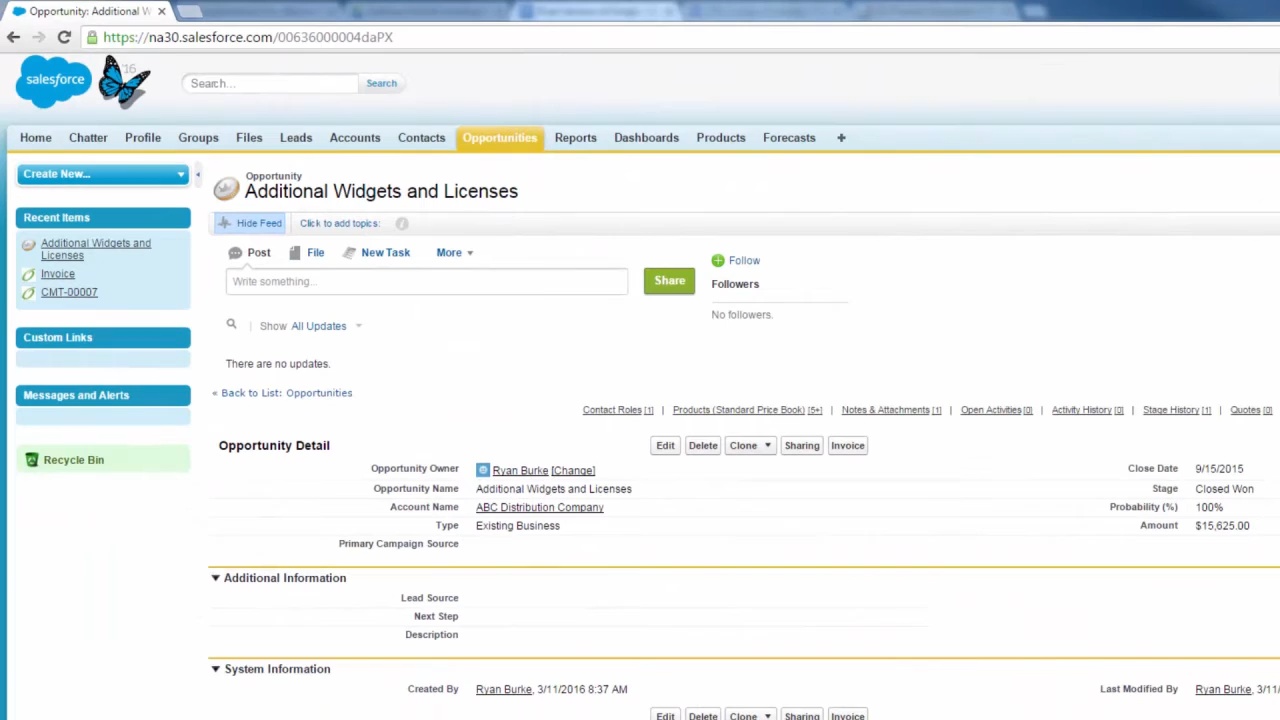 Opportunity: Additional W
https://na30.salesforce.com/00636000004daPX
salesforce
'16
Search...
Search
Home Chatter Profile Groups Files Leads Accounts Contacts Opportunities Reports Dashboards Products Forecasts +
Create New...
Recent Items
Additional Widgets and
Licenses
Invoice
CMT-00007
Custom Links
Messages and Alerts
Recycle Bin
Opportunity
Additional Widgets and Licenses
Hide Feed Click to add topics: i
Post File New Task More
Write something...
Share
Follow
Followers
No followers.
Show All Updates
There are no updates.
« Back to List: Opportunities
Contact Roles [1] | Products (Standard Price Book) [5+] | Notes & Attachments [1] | Open Activities [0] | Activity History [0] | Stage History [1] | Quotes [0]
Opportunity Detail
Edit Delete Clone Sharing Invoice
Opportunity Owner Ryan Burke [Change] Close Date 9/15/2015
Opportunity Name Additional Widgets and Licenses Stage Closed Won
Account Name ABC Distribution Company Probability (%) 100%
Type Existing Business Amount $15,625.00
Primary Campaign Source
Additional Information
Lead Source
Next Step
Description
System Information
Created By Ryan Burke, 3/11/2016 8:37 AM Last Modified By Ryan Burke, 3/11/
Edit Delete Clone Sharing Invoice